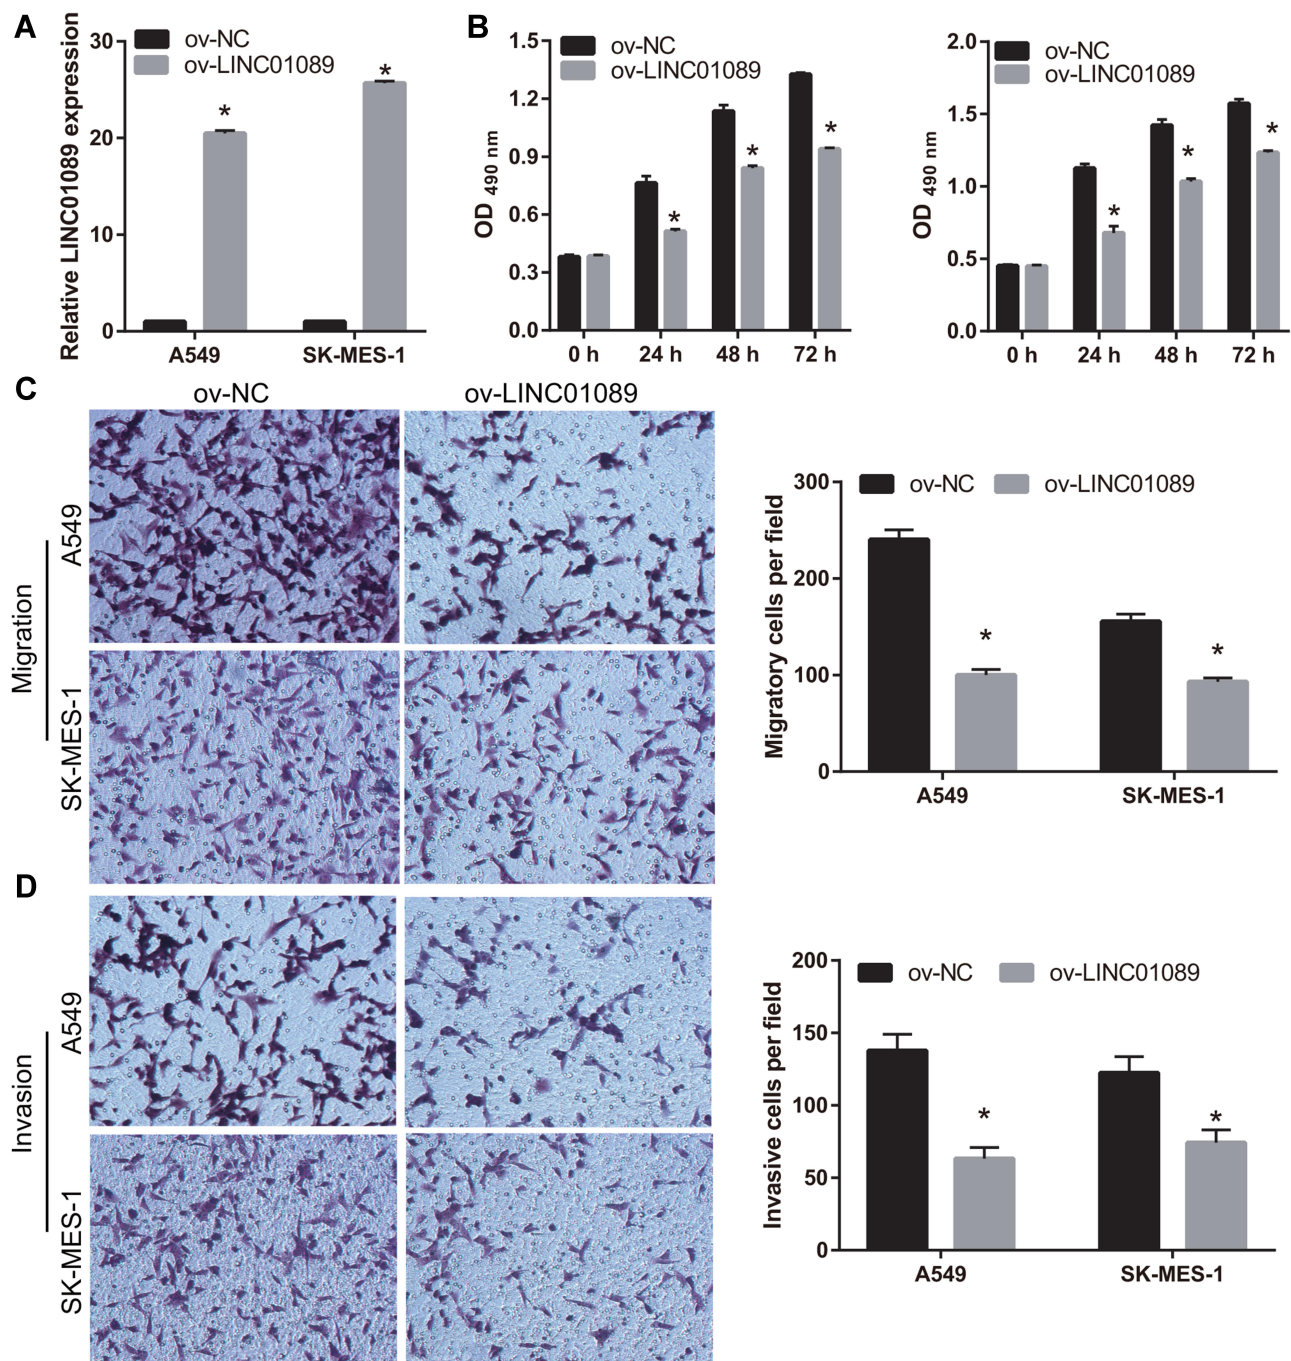 A
Relative LINC01089 expression
30
20
10
0
ov-NC
ov-LINC01089
*
*
A549
SK-MES-1
B
OD 490 nm
1.5
1.2
0.9
0.6
0.3
0.0
ov-NC
ov-LINC01089
*
*
*
0 h
24 h
48 h
72 h
OD 490 nm
2.0
1.5
1.0
0.5
0.0
ov-NC
ov-LINC01089
*
*
*
0 h
24 h
48 h
72 h
C
ov-NC
ov-LINC01089
Migration
A549
SK-MES-1
Migratory cells per field
300
200
100
0
ov-NC
ov-LINC01089
*
*
A549
SK-MES-1
D
Invasion
A549
SK-MES-1
Invasive cells per field
200
150
100
50
0
ov-NC
ov-LINC01089
*
*
A549
SK-MES-1